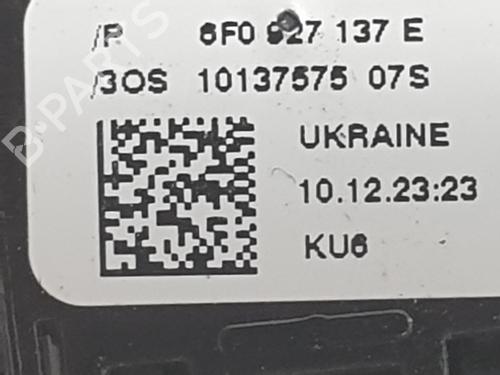 /P 6F0 927 137 E
/3OS 10137575 07S
UKRAINE
10.12.23:23
KU6
B-PARTS